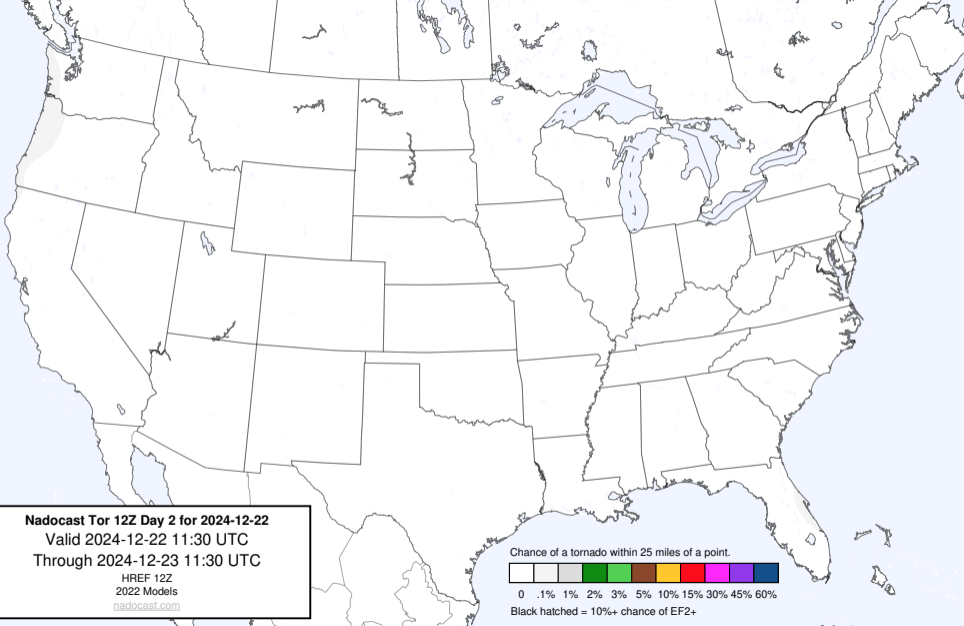 Nadocast Tor 12Z Day 2 for 2024-12-22
Valid 2024-12-22 11:30 UTC
Through 2024-12-23 11:30 UTC
HREF 12Z
2022 Models
nadocast.com
Chance of a tornado within 25 miles of a point.
0 .1% 1% 2% 3% 5% 10% 15% 30% 45% 60%
Black hatched = 10%+ chance of EF2+